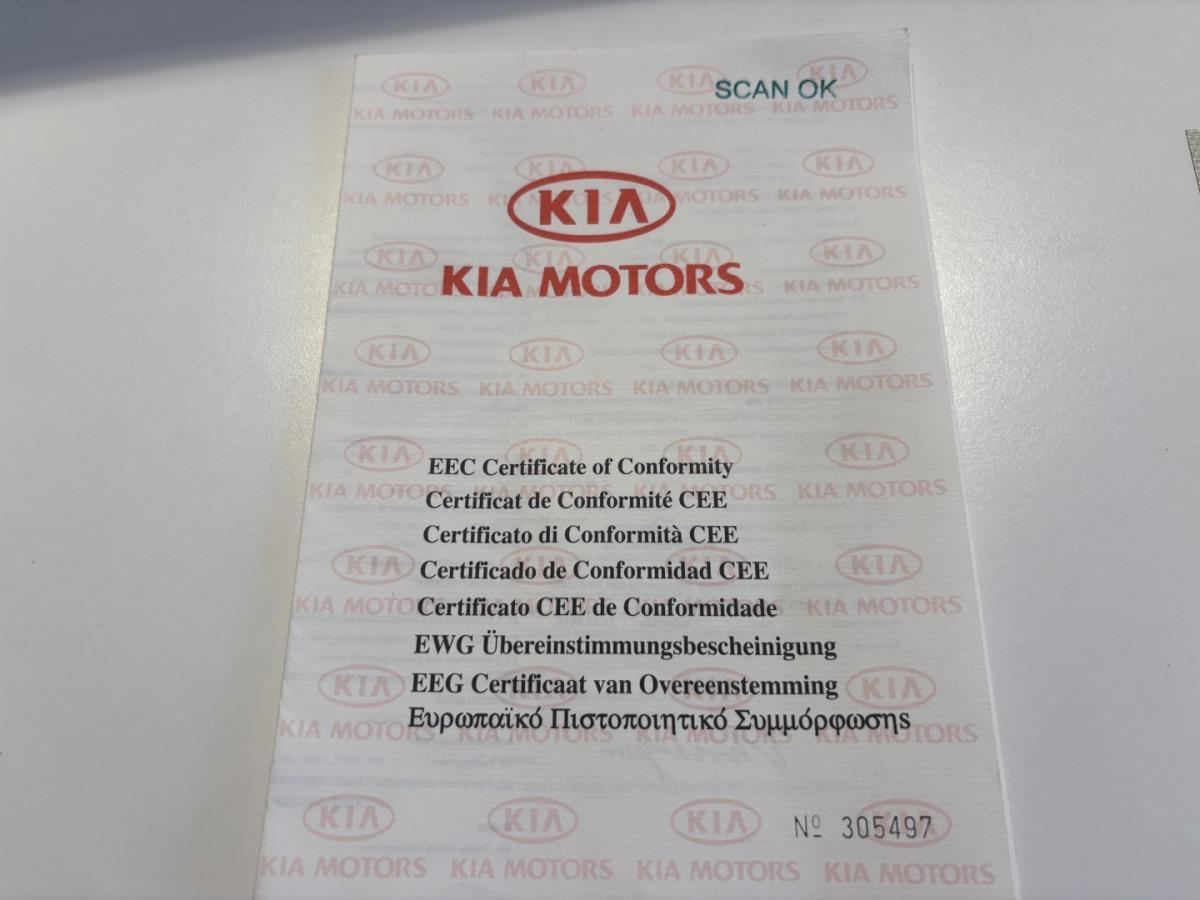 SCAN OK
KIA
KIA MOTORS
EEC Certificate of Conformity
Certificat de Conformité CEE
Certificato di Conformità CEE
Certificado de Conformidad CEE
Certificato CEE de Conformidade
EWG Übereinstimmungsbescheinigung
EEG Certificaat van Overeenstemming
Ευρωπαϊκό Πιστοποιητικό Συμμόρφωσης
Nº 305497